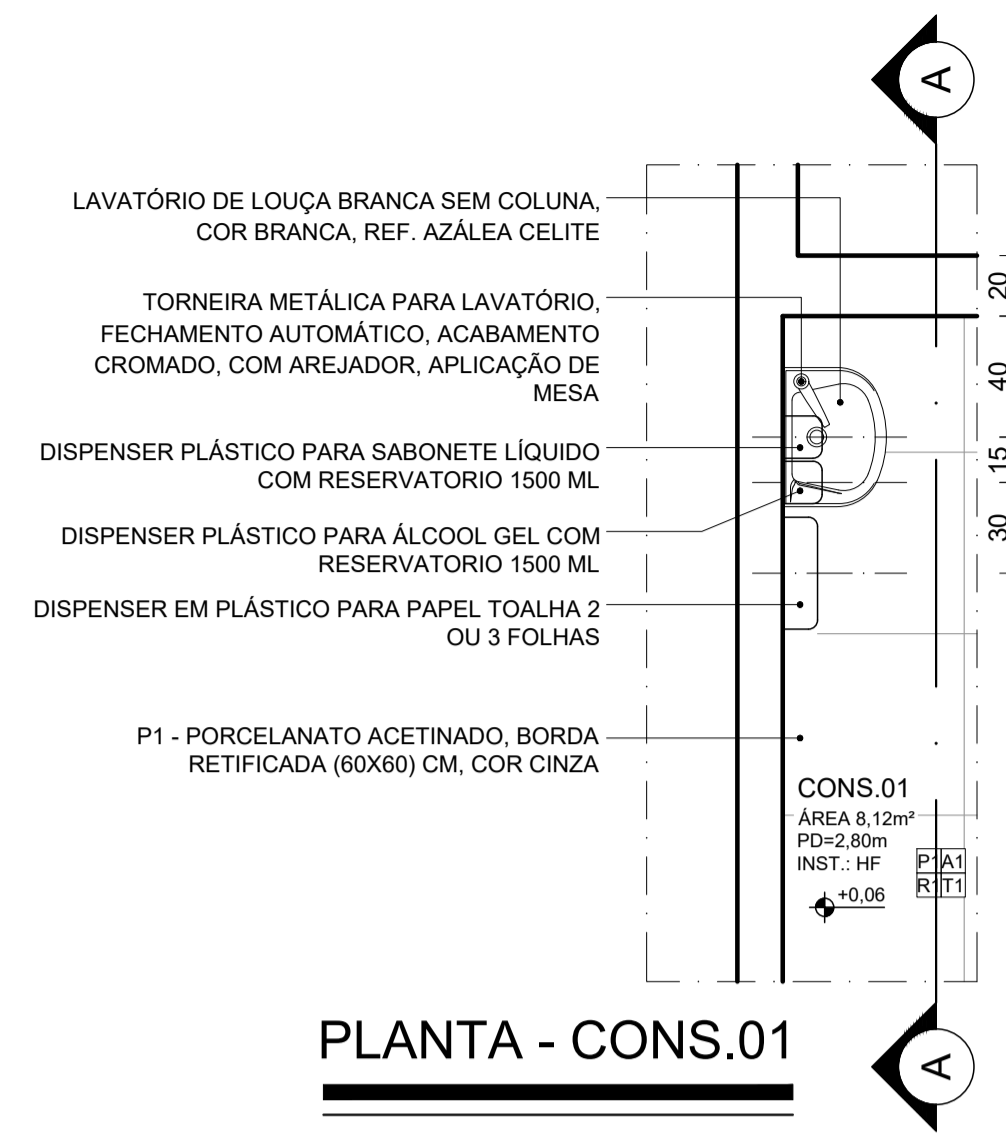 A
LAVATÓRIO DE LOUÇA BRANCA SEM COLUNA,
COR BRANCA, REF. AZÁLEA CELITE
TORNEIRA METÁLICA PARA LAVATÓRIO,
FECHAMENTO AUTOMÁTICO, ACABAMENTO
CROMADO, COM AREJADOR, APLICAÇÃO DE
MESA
DISPENSER PLÁSTICO PARA SABONETE LÍQUIDO
COM RESERVATORIO 1500 ML
DISPENSER PLÁSTICO PARA ÁLCOOL GEL COM
RESERVATORIO 1500 ML
DISPENSER EM PLÁSTICO PARA PAPEL TOALHA 2
OU 3 FOLHAS
P1 - PORCELANATO ACETINADO, BORDA
RETIFICADA (60X60) CM, COR CINZA
20
40
15
30
CONS.01
ÁREA 8,12m²
PD=2,80m
INST.: HF
P1 A1
R1 T1
+0,06
PLANTA - CONS.01
A